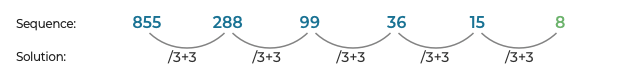 Sequence: 855 288 99 36 15 8
Solution: /3+3 /3+3 /3+3 /3+3 /3+3